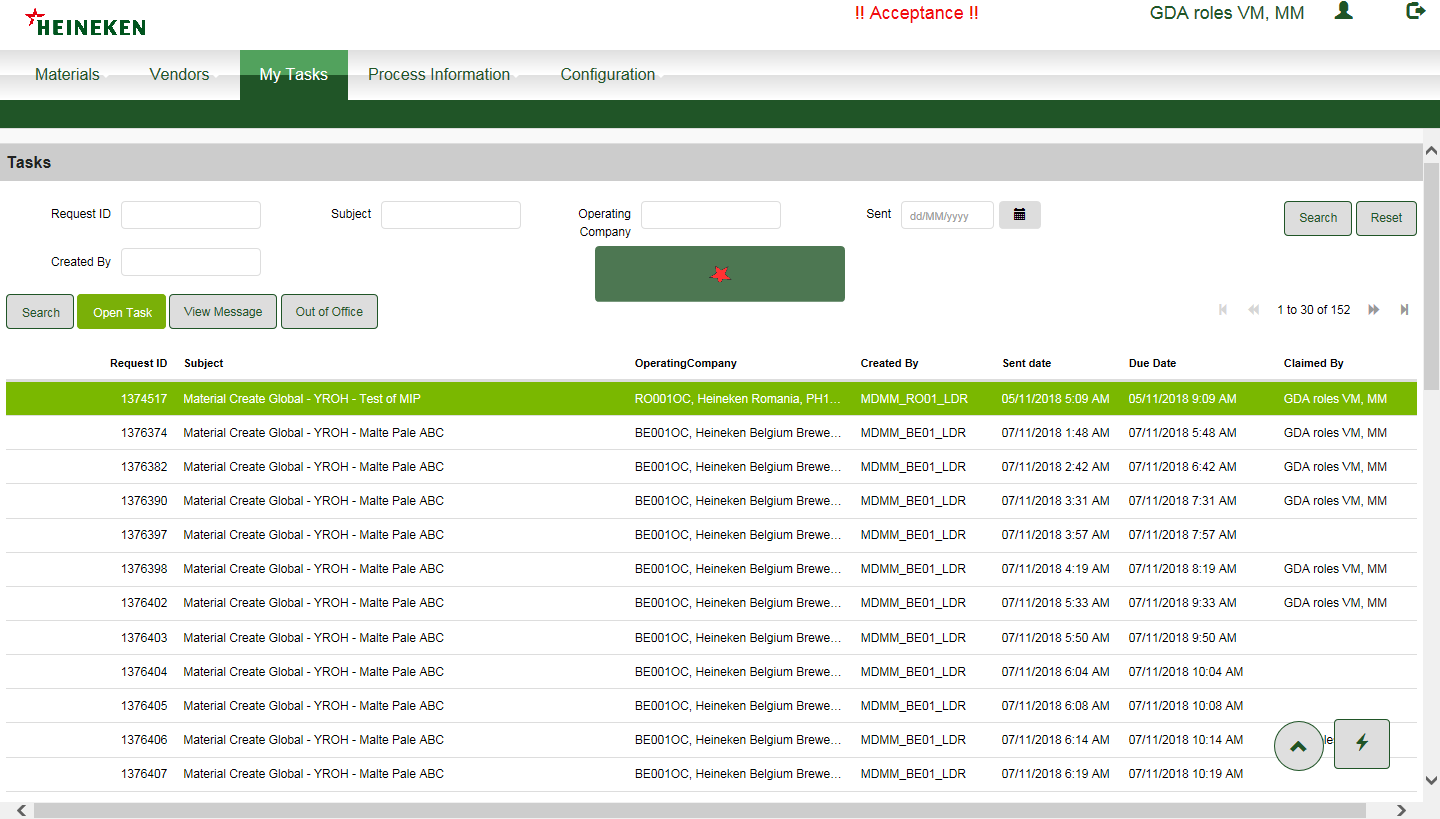 HEINEKEN
!! Acceptance !!
GDA roles VM, MM
Materials Vendors My Tasks Process Information Configuration
Tasks
Request ID Subject Operating Company Sent dd/MM/yyyy Search Reset
Created By
Search Open Task View Message Out of Office 1 to 30 of 152
Request ID Subject OperatingCompany Created By Sent date Due Date Claimed By
1374517 Material Create Global - YROH - Test of MIP RO001OC, Heineken Romania, PH1... MDMM_RO01_LDR 05/11/2018 5:09 AM 05/11/2018 9:09 AM GDA roles VM, MM
1376374 Material Create Global - YROH - Malte Pale ABC BE001OC, Heineken Belgium Brewe... MDMM_BE01_LDR 07/11/2018 1:48 AM 07/11/2018 5:48 AM GDA roles VM, MM
1376382 Material Create Global - YROH - Malte Pale ABC BE001OC, Heineken Belgium Brewe... MDMM_BE01_LDR 07/11/2018 2:42 AM 07/11/2018 6:42 AM GDA roles VM, MM
1376390 Material Create Global - YROH - Malte Pale ABC BE001OC, Heineken Belgium Brewe... MDMM_BE01_LDR 07/11/2018 3:31 AM 07/11/2018 7:31 AM GDA roles VM, MM
1376397 Material Create Global - YROH - Malte Pale ABC BE001OC, Heineken Belgium Brewe... MDMM_BE01_LDR 07/11/2018 3:57 AM 07/11/2018 7:57 AM
1376398 Material Create Global - YROH - Malte Pale ABC BE001OC, Heineken Belgium Brewe... MDMM_BE01_LDR 07/11/2018 4:19 AM 07/11/2018 8:19 AM GDA roles VM, MM
1376402 Material Create Global - YROH - Malte Pale ABC BE001OC, Heineken Belgium Brewe... MDMM_BE01_LDR 07/11/2018 5:33 AM 07/11/2018 9:33 AM GDA roles VM, MM
1376403 Material Create Global - YROH - Malte Pale ABC BE001OC, Heineken Belgium Brewe... MDMM_BE01_LDR 07/11/2018 5:50 AM 07/11/2018 9:50 AM
1376404 Material Create Global - YROH - Malte Pale ABC BE001OC, Heineken Belgium Brewe... MDMM_BE01_LDR 07/11/2018 6:04 AM 07/11/2018 10:04 AM
1376405 Material Create Global - YROH - Malte Pale ABC BE001OC, Heineken Belgium Brewe... MDMM_BE01_LDR 07/11/2018 6:08 AM 07/11/2018 10:08 AM
1376406 Material Create Global - YROH - Malte Pale ABC BE001OC, Heineken Belgium Brewe... MDMM_BE01_LDR 07/11/2018 6:14 AM 07/11/2018 10:14 AM
1376407 Material Create Global - YROH - Malte Pale ABC BE001OC, Heineken Belgium Brewe... MDMM_BE01_LDR 07/11/2018 6:19 AM 07/11/2018 10:19 AM